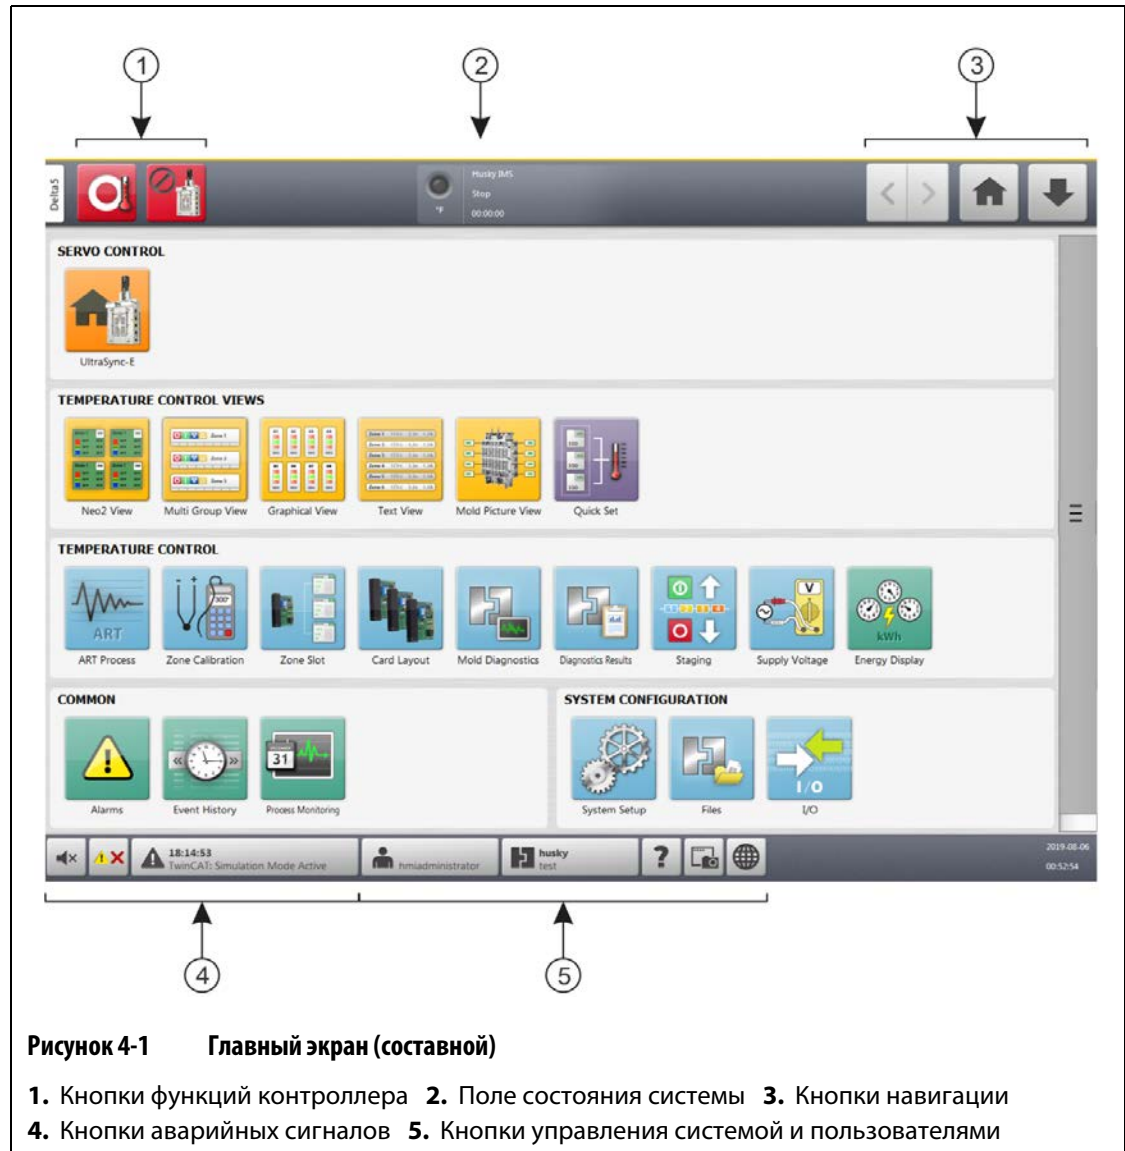 1 2 3
Delta5
Husky IMS
Stop
°F 00:00:00
SERVO CONTROL
UltraSync-E
TEMPERATURE CONTROL VIEWS
Neo2 View Multi Group View Graphical View Text View Mold Picture View Quick Set
TEMPERATURE CONTROL
ART
kWh
V
300°
ART Process Zone Calibration Zone Slot Card Layout Mold Diagnostics Diagnostics Results Staging Supply Voltage Energy Display
COMMON SYSTEM CONFIGURATION
31
I/O
Alarms Event History Process Monitoring System Setup Files I/O
18:14:53
TwinCAT: Simulation Mode Active
hmiadministrator
husky
test
?
2019-08-06
00:52:54
4 5
Рисунок 4-1 Главный экран (составной)
1. Кнопки функций контроллера 2. Поле состояния системы 3. Кнопки навигации
4. Кнопки аварийных сигналов 5. Кнопки управления системой и пользователями